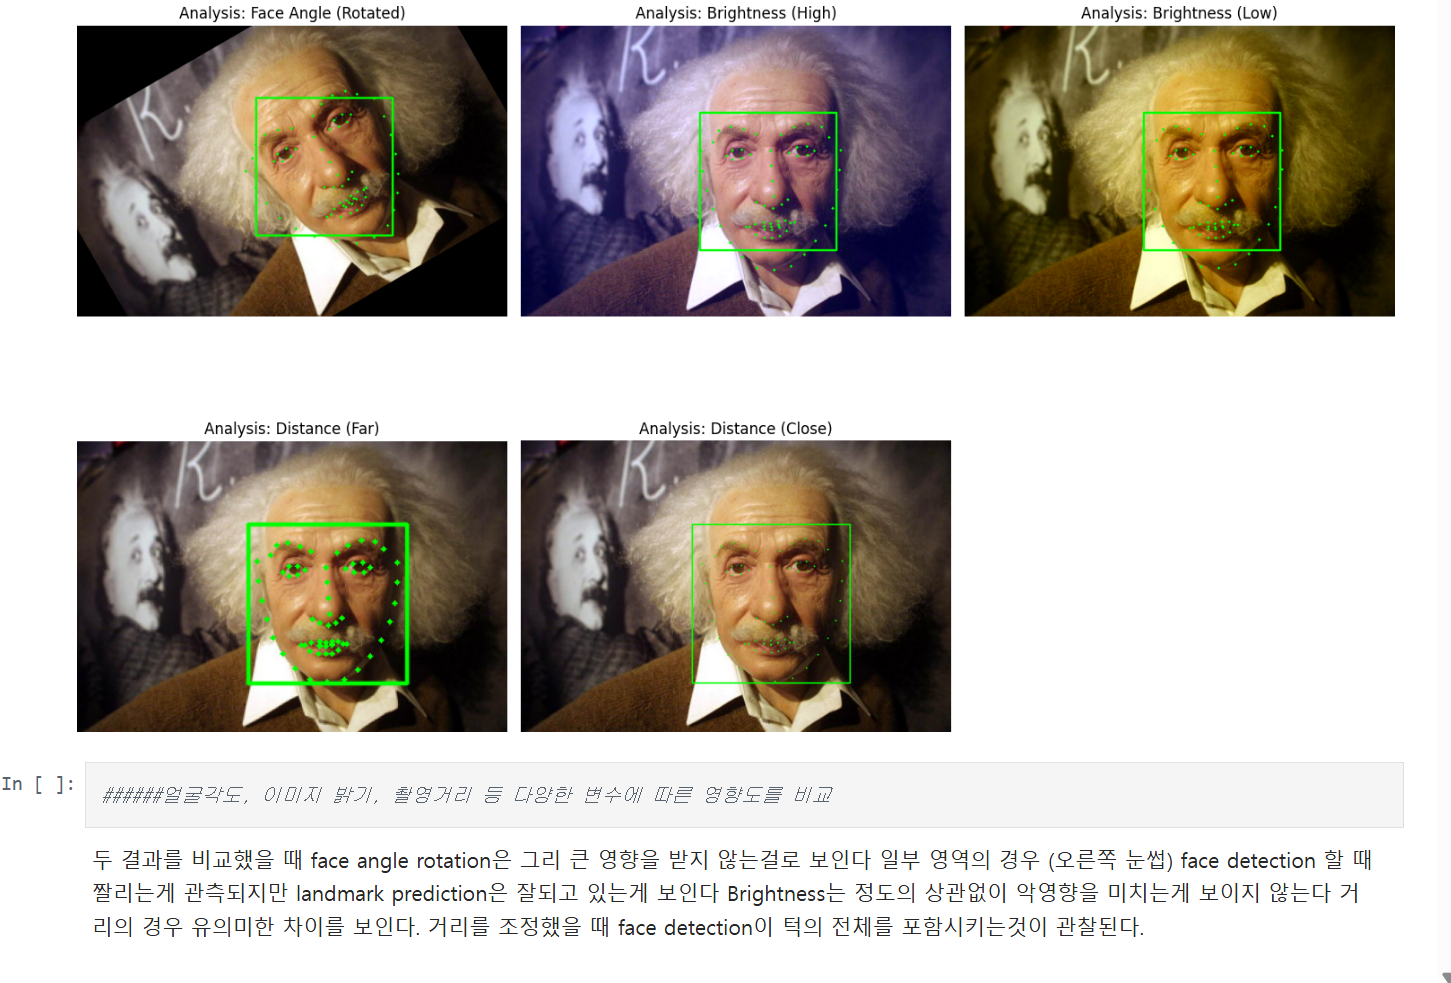 Analysis: Face Angle (Rotated)
Analysis: Brightness (High)
Analysis: Brightness (Low)
Analysis: Distance (Far)
Analysis: Distance (Close)
In [ ]:
######얼굴각도, 이미지 밝기, 촬영거리 등 다양한 변수에 따른 영향도를 비교
두 결과를 비교했을 때 face angle rotation은 그리 큰 영향을 받지 않는걸로 보인다 일부 영역의 경우 (오른쪽 눈썹) face detection 할 때
짤리는게 관측되지만 landmark prediction은 잘되고 있는게 보인다 Brightness는 정도의 상관없이 악영향을 미치는게 보이지 않는다 거
리의 경우 유의미한 차이를 보인다. 거리를 조정했을 때 face detection이 턱의 전체를 포함시키는것이 관찰된다.